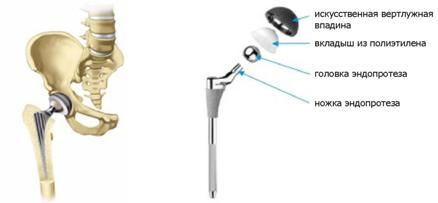 искусственная вертлужная
впадина
вкладыш из полиэтилена
головка эндопротеза
ножка эндопротеза